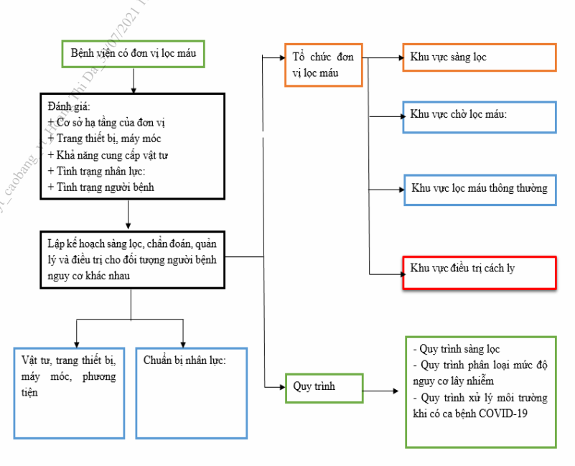 Bệnh viện có đơn vị lọc máu
Đánh giá:
+ Cơ sở hạ tầng của đơn vị
+ Trang thiết bị, máy móc
+ Khả năng cung cấp vật tư
+ Tình trạng nhân lực:
+ Tình trạng người bệnh
Lập kế hoạch sàng lọc, chẩn đoán, quản
lý và điều trị cho đối tượng người bệnh
nguy cơ khác nhau
Vật tư, trang thiết bị,
máy móc, phương
tiện
Chuẩn bị nhân lực:
Tổ chức đơn
vị lọc máu
Khu vực sàng lọc
Khu vực chờ lọc máu:
Khu vực lọc máu thông thường
Khu vực điều trị cách ly
Quy trình
- Quy trình sàng lọc
- Quy trình phân loại mức độ
nguy cơ lây nhiễm
- Quy trình xử lý môi trường
khi có ca bệnh COVID-19